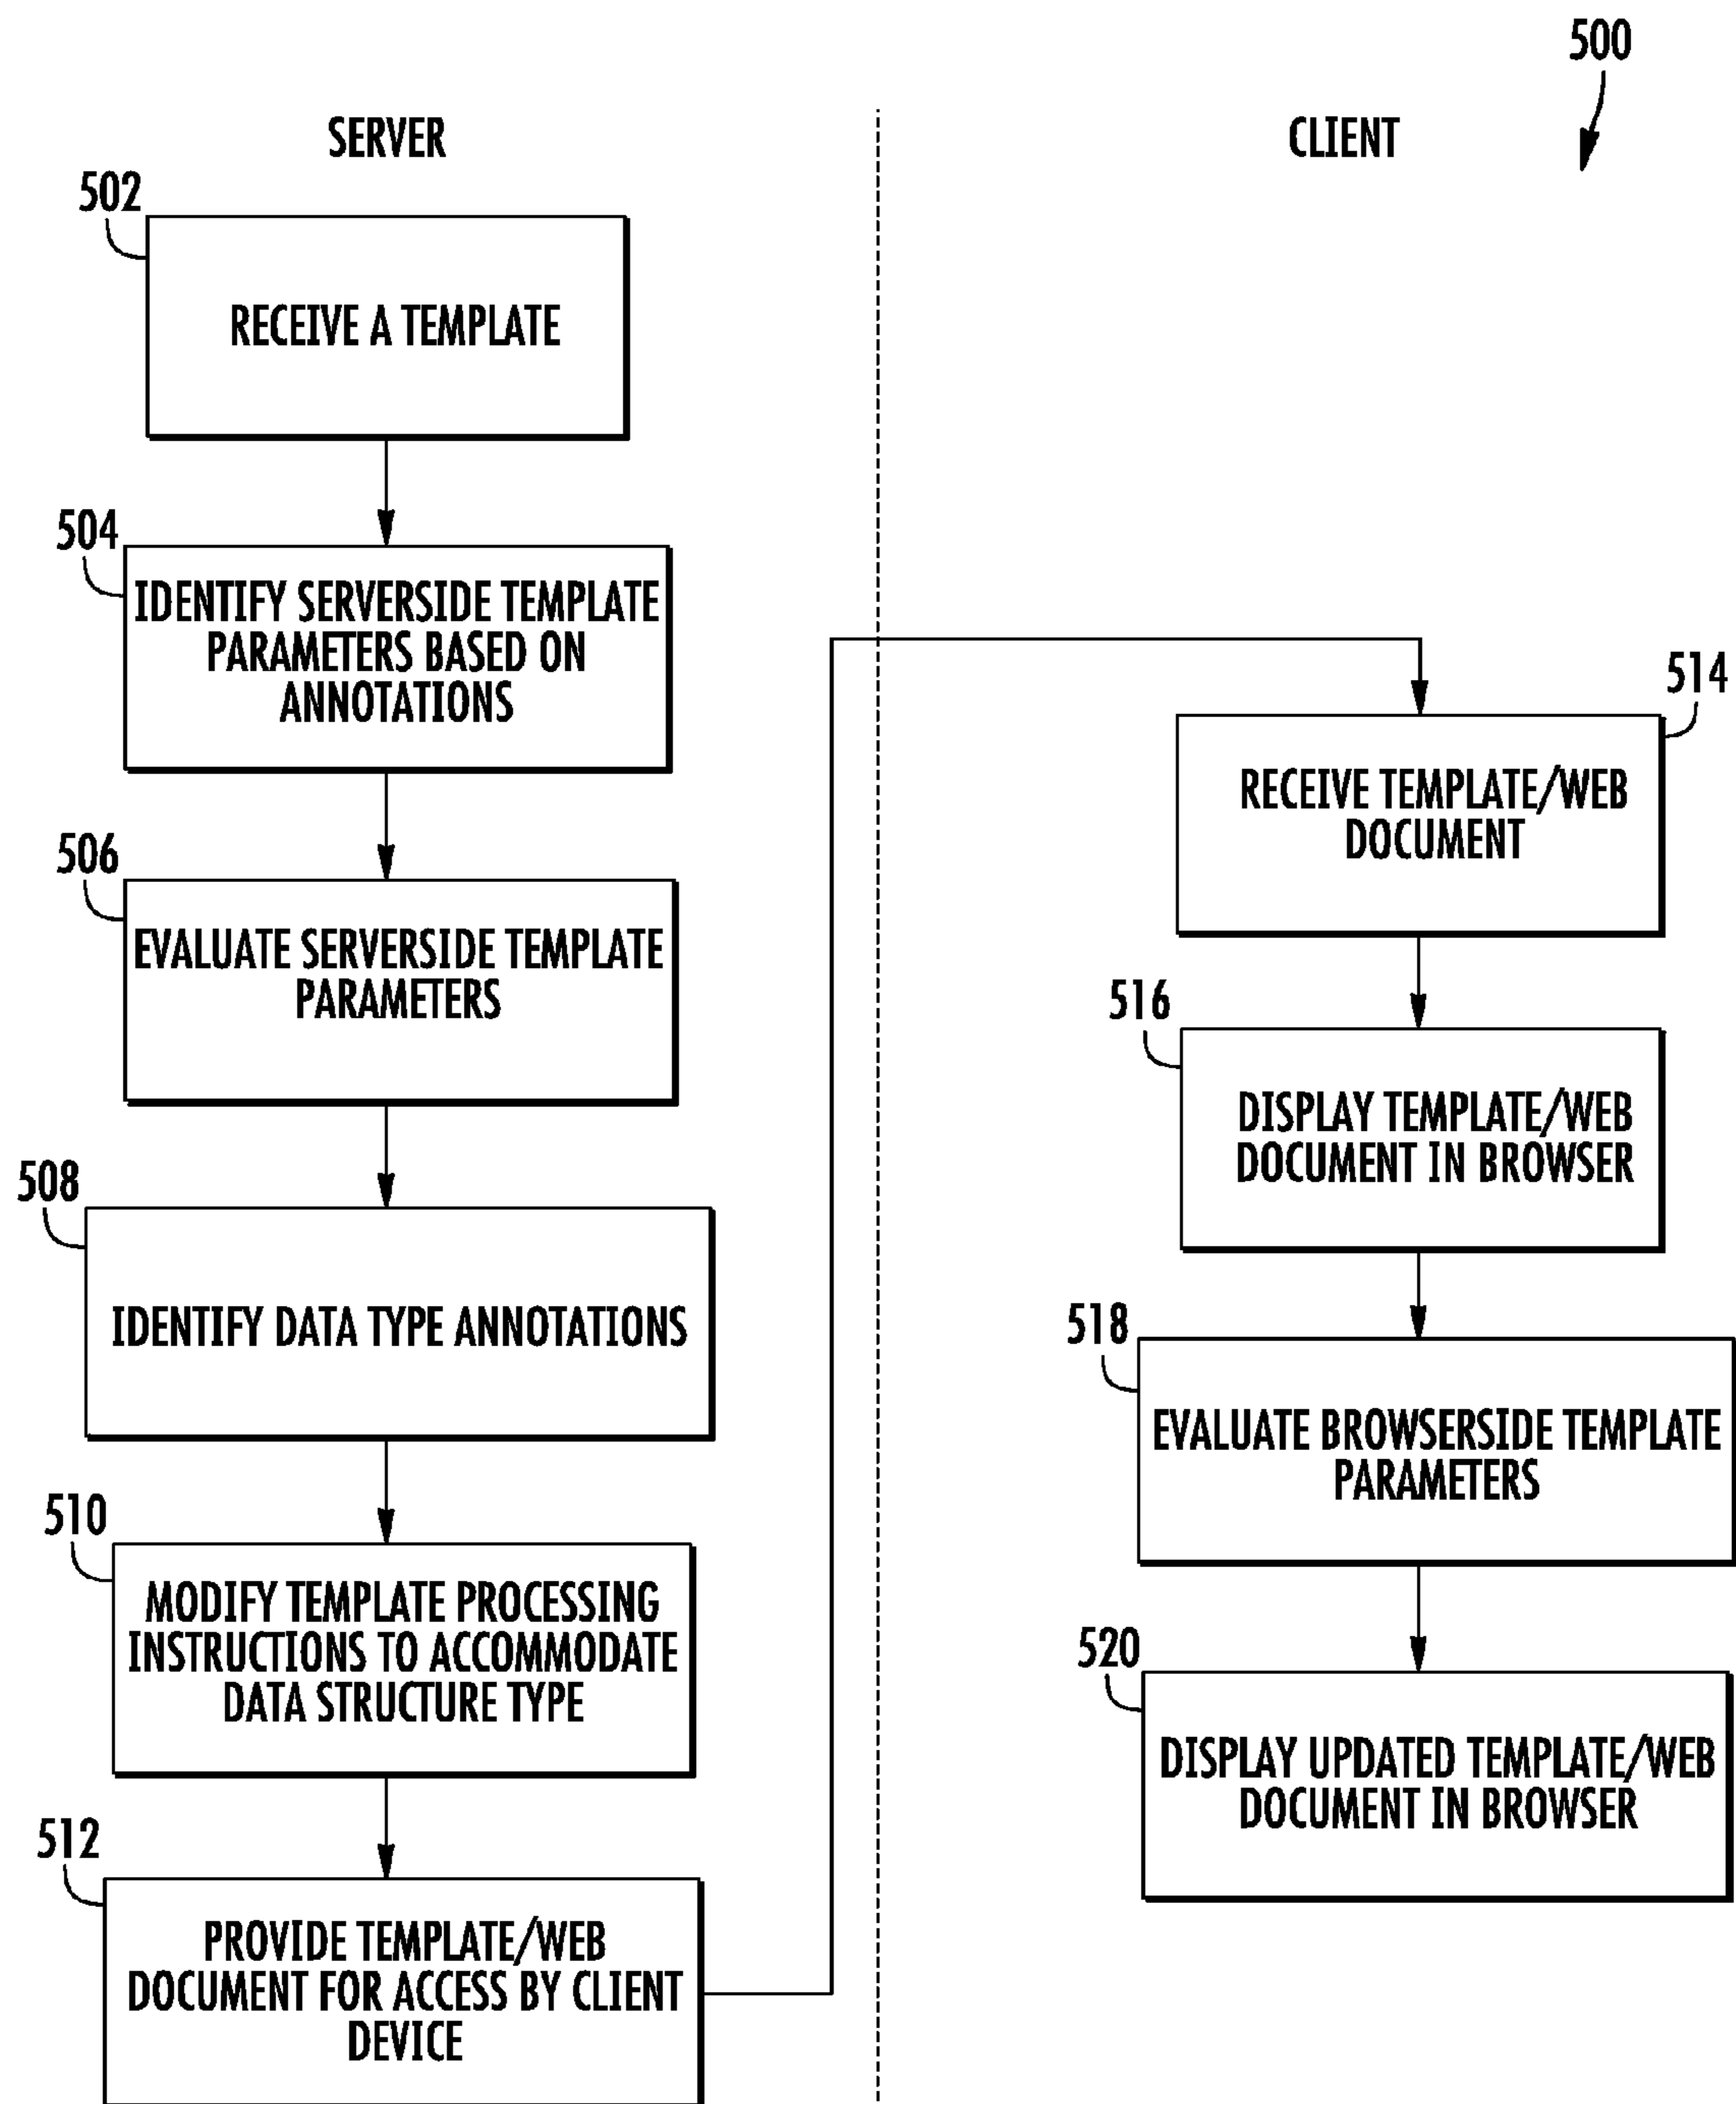 500
SERVER
CLIENT
502
RECEIVE A TEMPLATE
504
IDENTIFY SERVERSIDE TEMPLATE
PARAMETERS BASED ON
ANNOTATIONS
506
EVALUATE SERVERSIDE TEMPLATE
PARAMETERS
508
IDENTIFY DATA TYPE ANNOTATIONS
510
MODIFY TEMPLATE PROCESSING
INSTRUCTIONS TO ACCOMMODATE
DATA STRUCTURE TYPE
512
PROVIDE TEMPLATE/WEB
DOCUMENT FOR ACCESS BY CLIENT
DEVICE
514
RECEIVE TEMPLATE/WEB
DOCUMENT
516
DISPLAY TEMPLATE/WEB
DOCUMENT IN BROWSER
518
EVALUATE BROWSERSIDE TEMPLATE
PARAMETERS
520
DISPLAY UPDATED TEMPLATE/WEB
DOCUMENT IN BROWSER